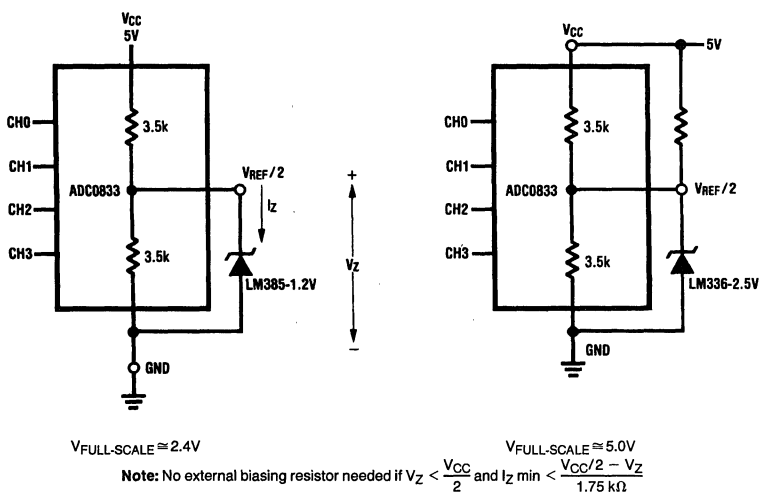 VCC
5V
CH0
CH1
CH2
CH3
3.5k
ADC0833
3.5k
VREF/2
IZ
LM385-1.2V
GND
+
VZ
−
VCC
5V
CH0
CH1
CH2
CH3
3.5k
ADC0833
3.5k
VREF/2
LM336-2.5V
GND
VFULL-SCALE ≅ 2.4V
VFULL-SCALE ≅ 5.0V
Note: No external biasing resistor needed if VZ < VCC/2 and IZ min < (VCC/2 − VZ)/1.75 kΩ